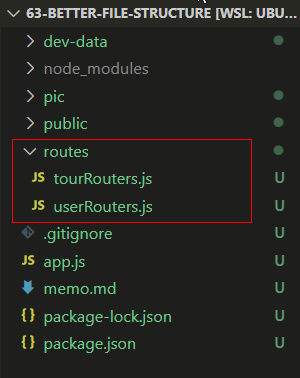 63-BETTER-FILE-STRUCTURE [WSL: UBU
dev-data
node_modules
pic
public
routes
JS tourRouters.js U
JS userRouters.js U
.gitignore U
JS app.js U
memo.md U
{} package-lock.json U
{} package.json U